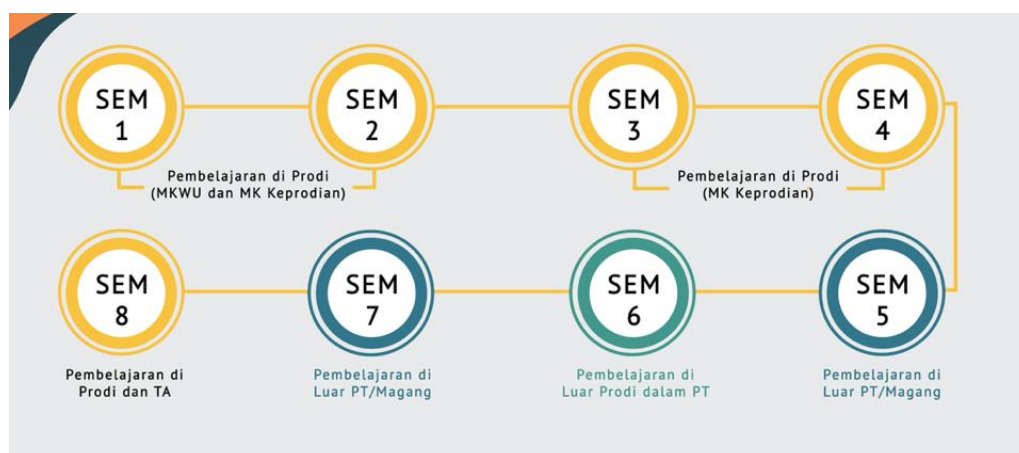 SEM
1
SEM
2
SEM
3
SEM
4
Pembelajaran di Prodi
(MKWU dan MK Keprodian)
Pembelajaran di Prodi
(MK Keprodian)
SEM
8
SEM
7
SEM
6
SEM
5
Pembelajaran di
Prodi dan TA
Pembelajaran di
Luar PT/Magang
Pembelajaran di
Luar Prodi dalam PT
Pembelajaran di
Luar PT/Magang